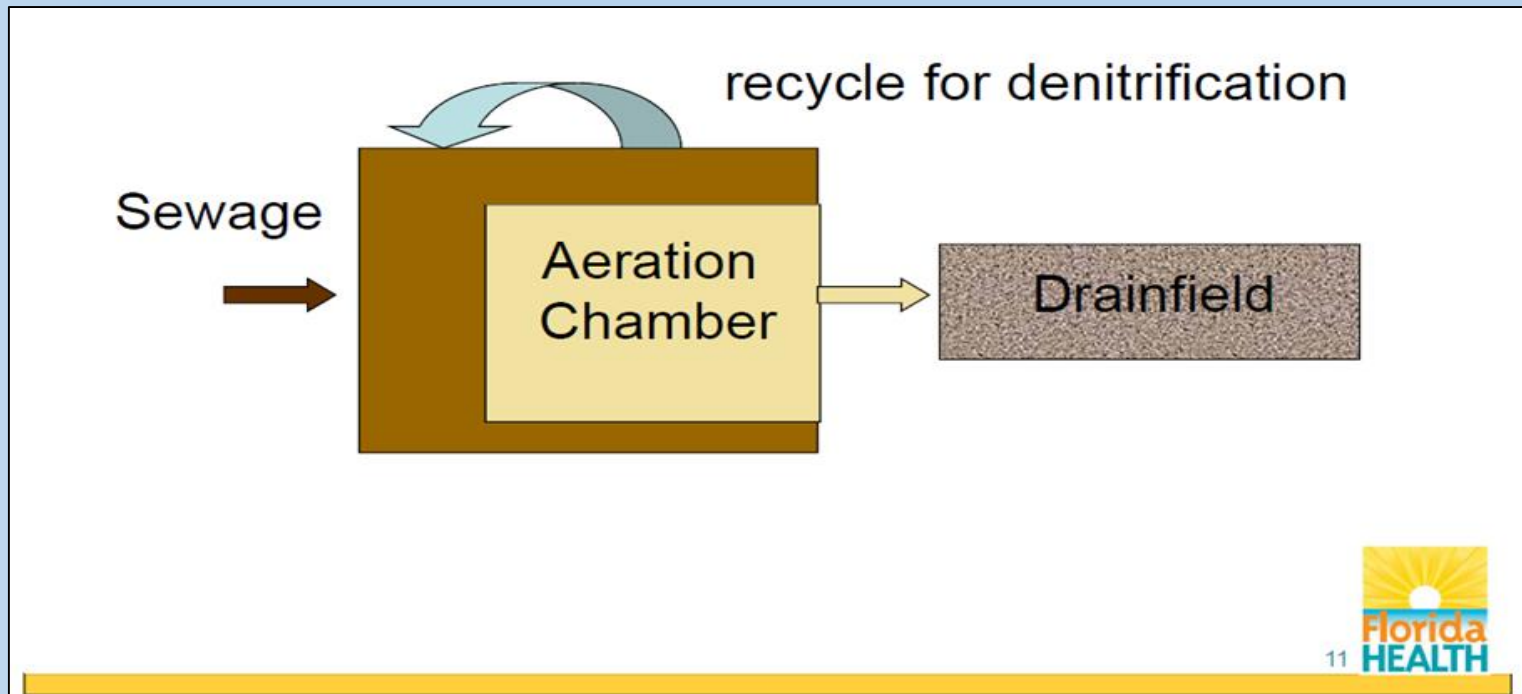 recycle for denitrification
Sewage
Aeration
Chamber
Drainfield
11
Florida
HEALTH